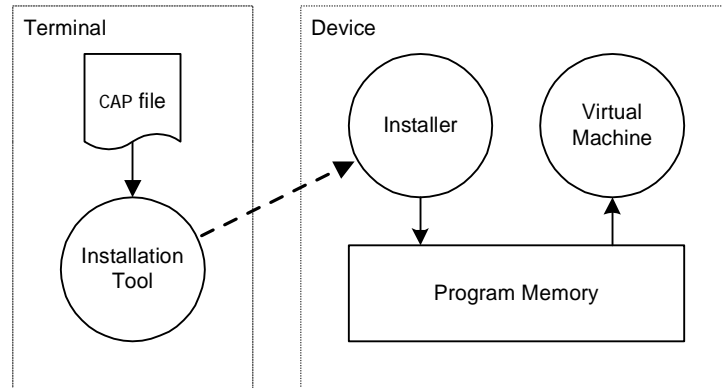 Terminal
Device
CAP file
Installer
Virtual
Machine
Installation
Tool
Program Memory